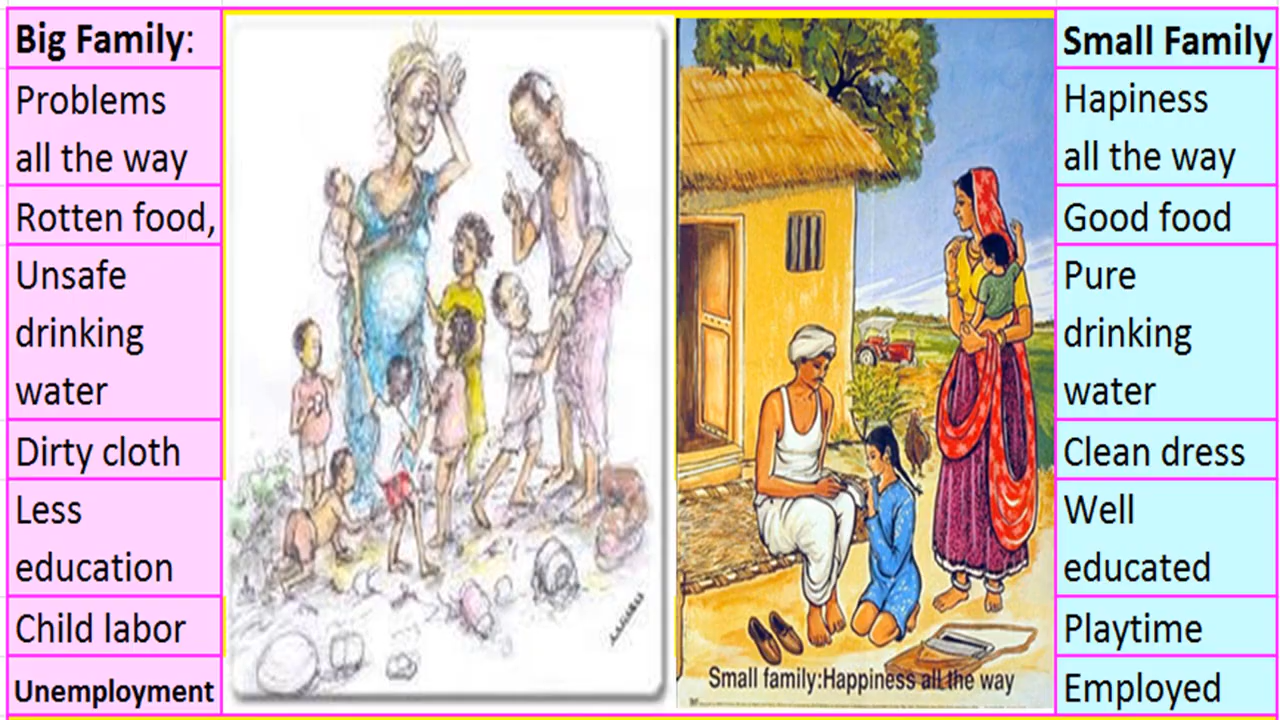 Big Family:
Problems
all the way
Rotten food,
Unsafe
drinking
water
Dirty cloth
Less
education
Child labor
Unemployment
Small family:Happiness all the way
Small Family
Hapiness
all the way
Good food
Pure
drinking
water
Clean dress
Well
educated
Playtime
Employed